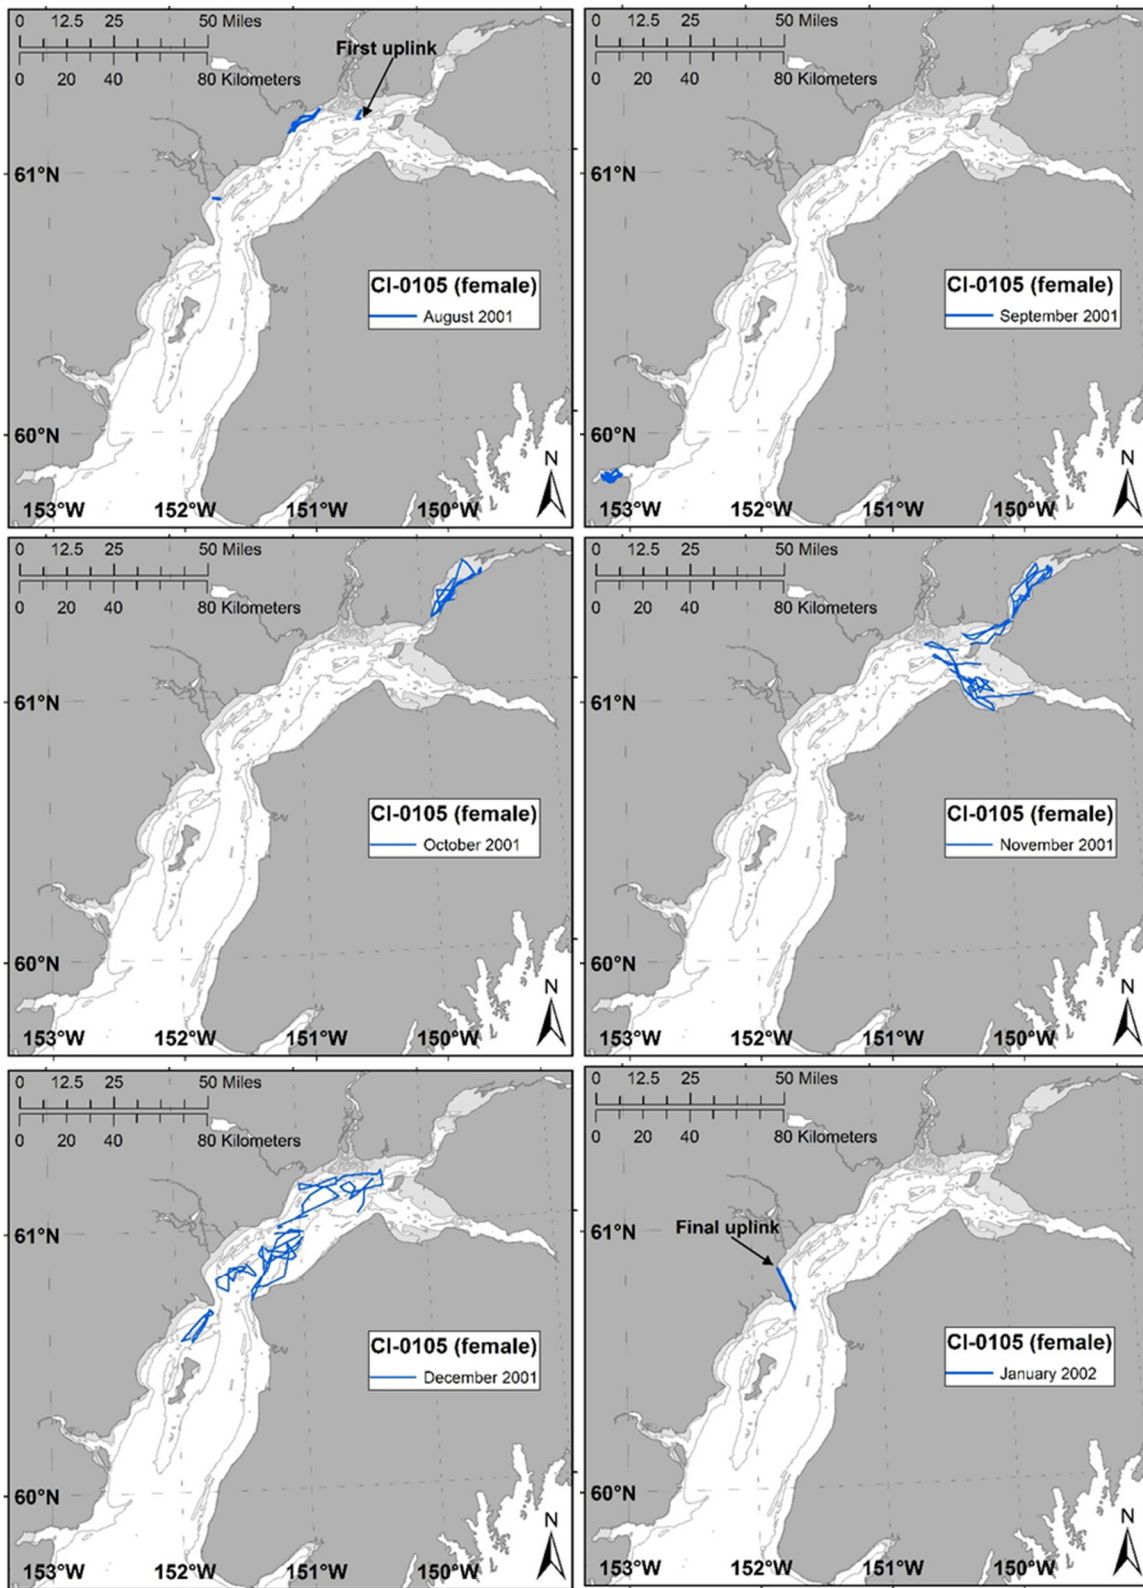 0 12.5 25 50 Miles
0 20 40 80 Kilometers
First uplink
61°N
CI-0105 (female)
August 2001
60°N
N
153°W 152°W 151°W 150°W
0 12.5 25 50 Miles
0 20 40 80 Kilometers
61°N
CI-0105 (female)
September 2001
60°N
N
153°W 152°W 151°W 150°W
0 12.5 25 50 Miles
0 20 40 80 Kilometers
61°N
CI-0105 (female)
October 2001
60°N
N
153°W 152°W 151°W 150°W
0 12.5 25 50 Miles
0 20 40 80 Kilometers
61°N
CI-0105 (female)
November 2001
60°N
N
153°W 152°W 151°W 150°W
0 12.5 25 50 Miles
0 20 40 80 Kilometers
61°N
CI-0105 (female)
December 2001
60°N
N
153°W 152°W 151°W 150°W
0 12.5 25 50 Miles
0 20 40 80 Kilometers
Final uplink
61°N
CI-0105 (female)
January 2002
60°N
N
153°W 152°W 151°W 150°W